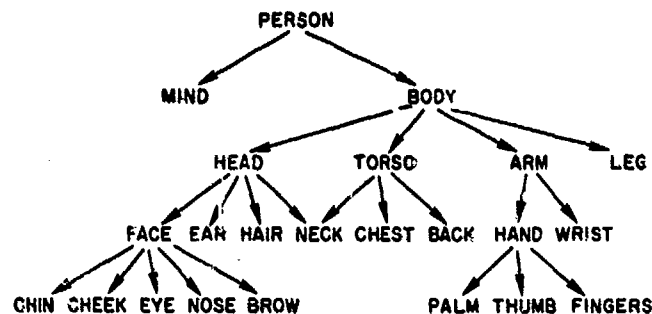 PERSON
MIND BODY
HEAD TORSO ARM LEG
FACE EAR HAIR NECK CHEST BACK HAND WRIST
CHIN CHEEK EYE NOSE BROW PALM THUMB FINGERS